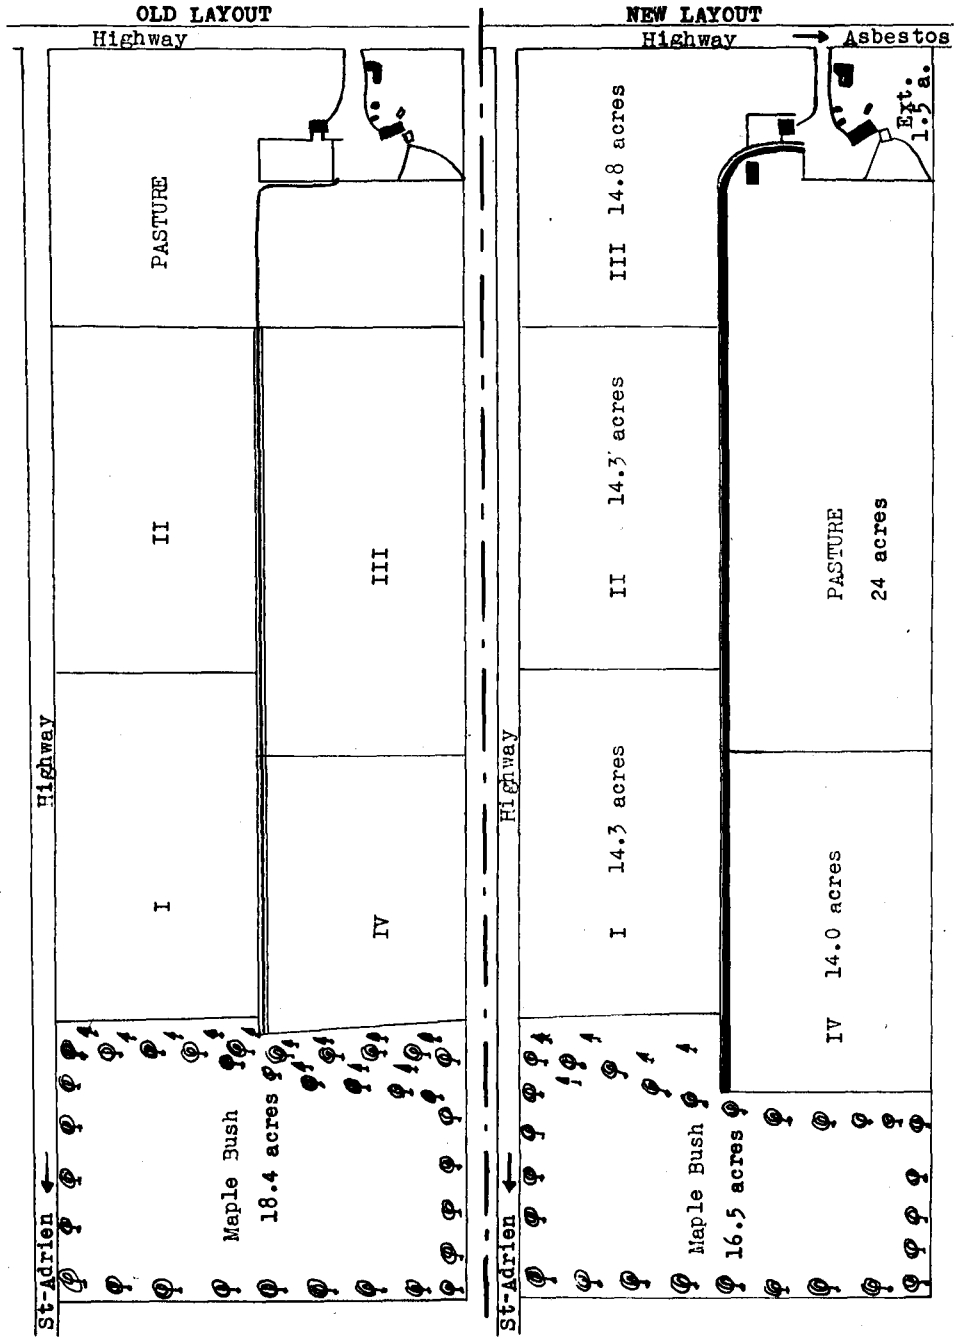 OLD LAYOUT
Highway
PASTURE
II
III
I
IV
Highway
Maple Bush
18.4 acres
St-Adrien
NEW LAYOUT
Highway
Asbestos
Ext.
1.5 a.
III 14.8 acres
II 14.3 acres
PASTURE
24 acres
I 14.3 acres
IV 14.0 acres
Highway
Maple Bush
16.5 acres
St-Adrien